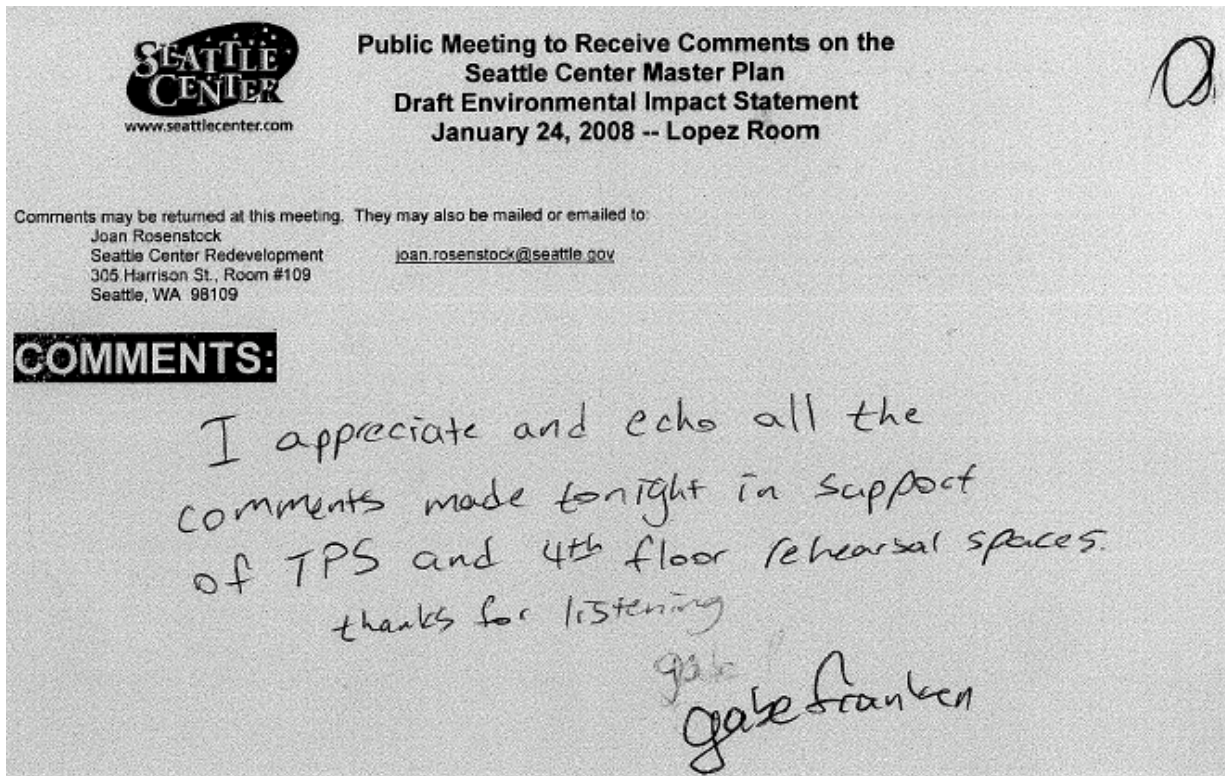 SEATTLE
CENTER
www.seattlecenter.com
Public Meeting to Receive Comments on the
Seattle Center Master Plan
Draft Environmental Impact Statement
January 24, 2008 -- Lopez Room
Comments may be returned at this meeting. They may also be mailed or emailed to:
Joan Rosenstock
Seattle Center Redevelopment joan.rosenstock@seattle.gov
305 Harrison St., Room #109
Seattle, WA 98109
COMMENTS:
I appreciate and echo all the
comments made tonight in support
of TPS and 4th floor rehearsal spaces.
thanks for listening
gabe
gabe franken